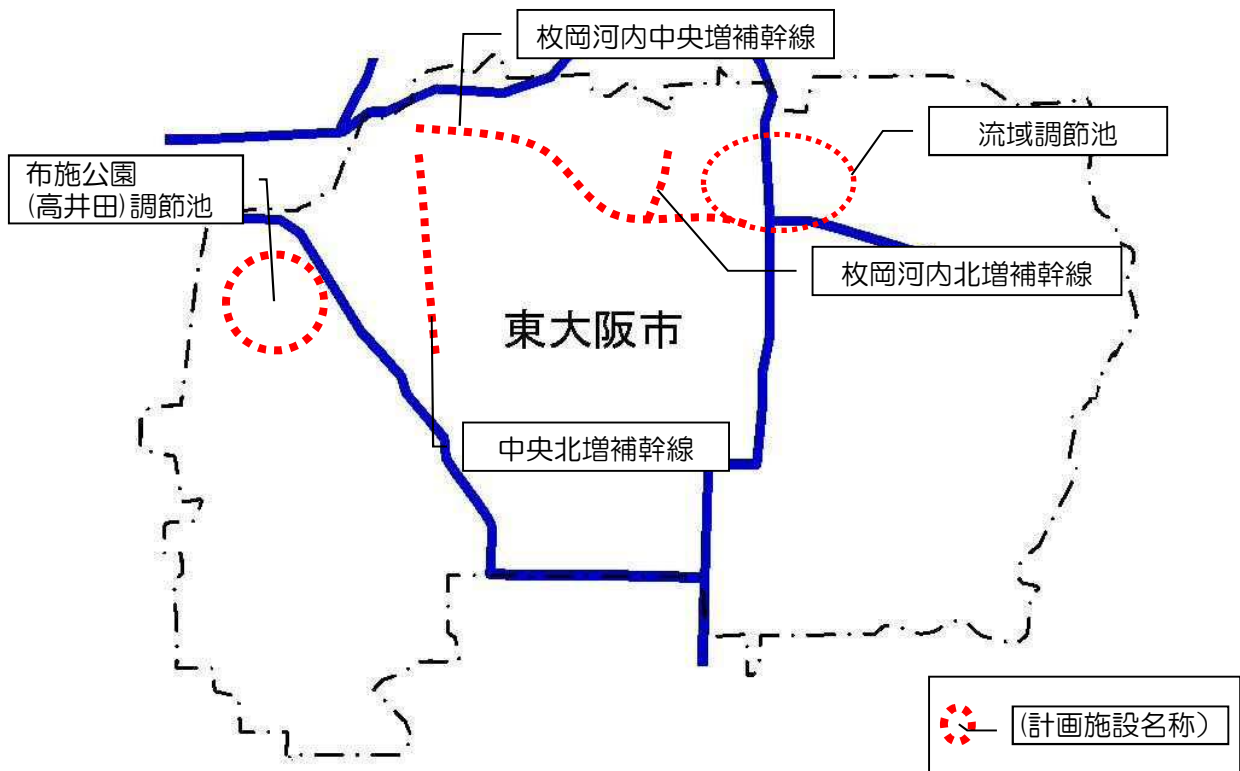 枚岡河内中央増補幹線
流域調節池
布施公園
(高井田)調節池
枚岡河内北増補幹線
東大阪市
中央北増補幹線
(計画施設名称)